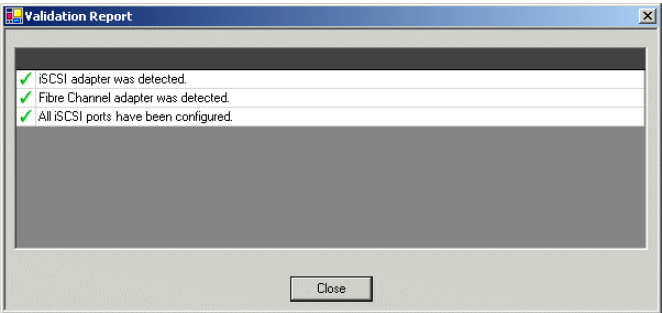 Validation Report
iSCSI adapter was detected.
Fibre Channel adapter was detected.
All iSCSI ports have been configured.
Close